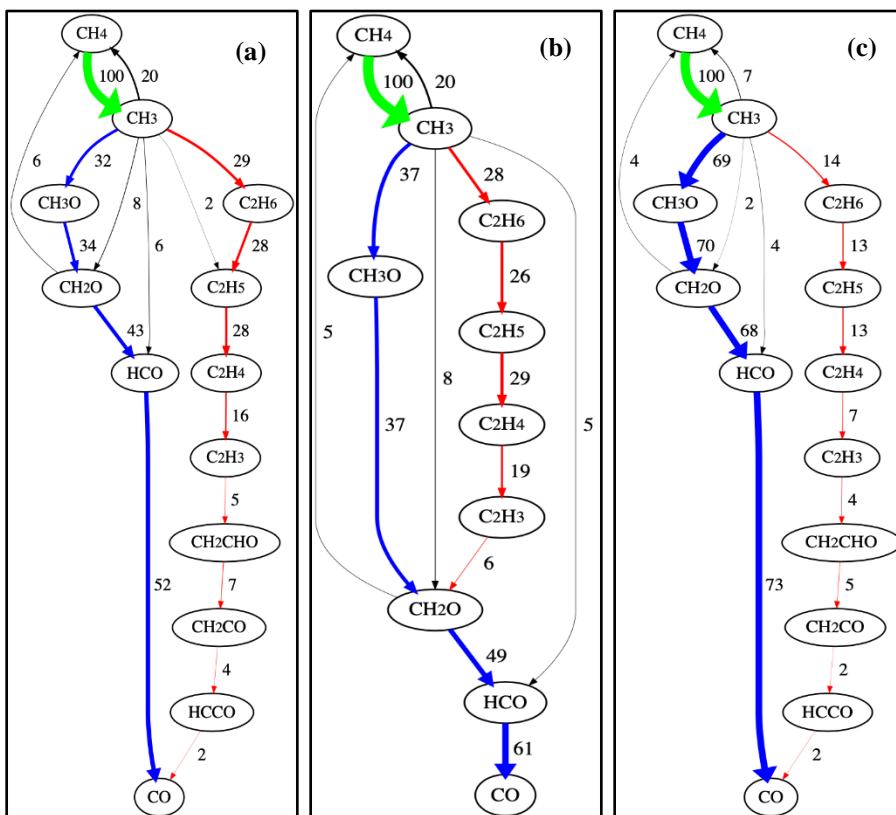 (a)
CH4
100
20
CH3
32
29
6
8
2
CH3O
C2H6
34
6
28
CH2O
C2H5
43
28
HCO
C2H4
16
C2H3
5
CH2CHO
52
7
CH2CO
4
HCCO
2
CO
(b)
CH4
100
20
CH3
37
28
C2H6
CH3O
26
5
C2H5
8
29
37
C2H4
5
19
C2H3
6
CH2O
49
HCO
61
CO
(c)
CH4
100
7
CH3
69
14
4
2
CH3O
C2H6
70
4
13
CH2O
C2H5
68
13
HCO
C2H4
7
C2H3
4
CH2CHO
73
5
CH2CO
2
HCCO
2
CO